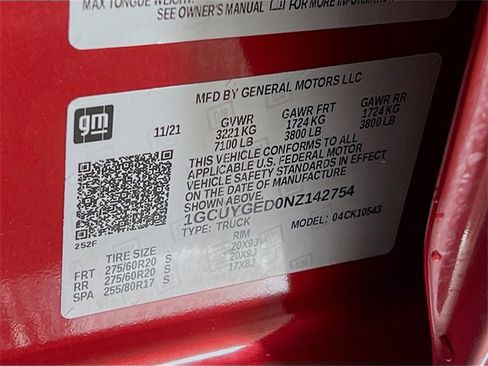 MAX TONGUE WEIGHT:
SEE OWNER'S MANUAL FOR MORE INFORMATION
MFD BY GENERAL MOTORS LLC
gm
11/21
GVWR GAWR FRT GAWR RR
3221 KG 1724 KG 1724 KG
7100 LB 3800 LB 3800 LB
THIS VEHICLE CONFORMS TO ALL
APPLICABLE U.S. FEDERAL MOTOR
VEHICLE SAFETY STANDARDS IN EFFECT
ON THE DATE OF MANUFACTURE
1GCUYGED0NZ142754
TYPE: TRUCK MODEL: 04CK10543
252F
TIRE SIZE RIM
FRT 275/60R20 S 20X9J
RR 275/60R20 S 20X9J
SPA 255/80R17 S 17X8J